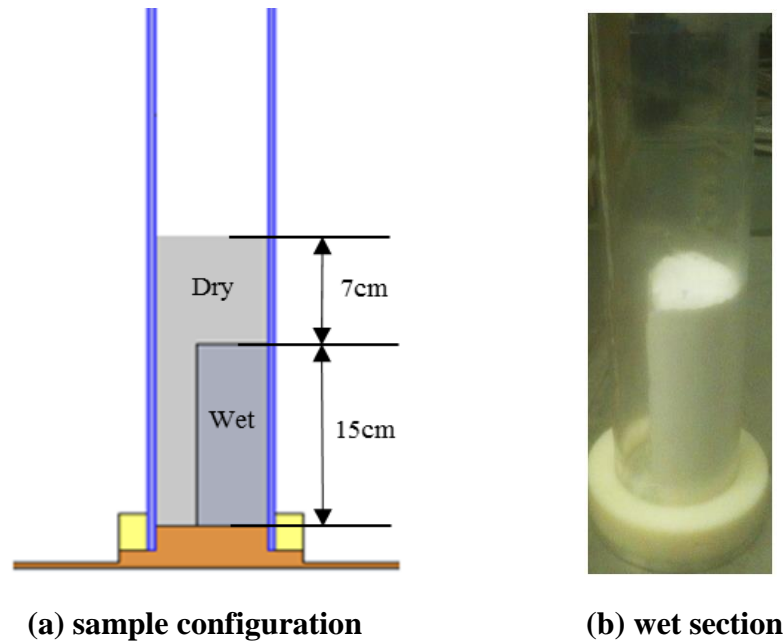 Dry
7cm
Wet
15cm
(a) sample configuration
(b) wet section